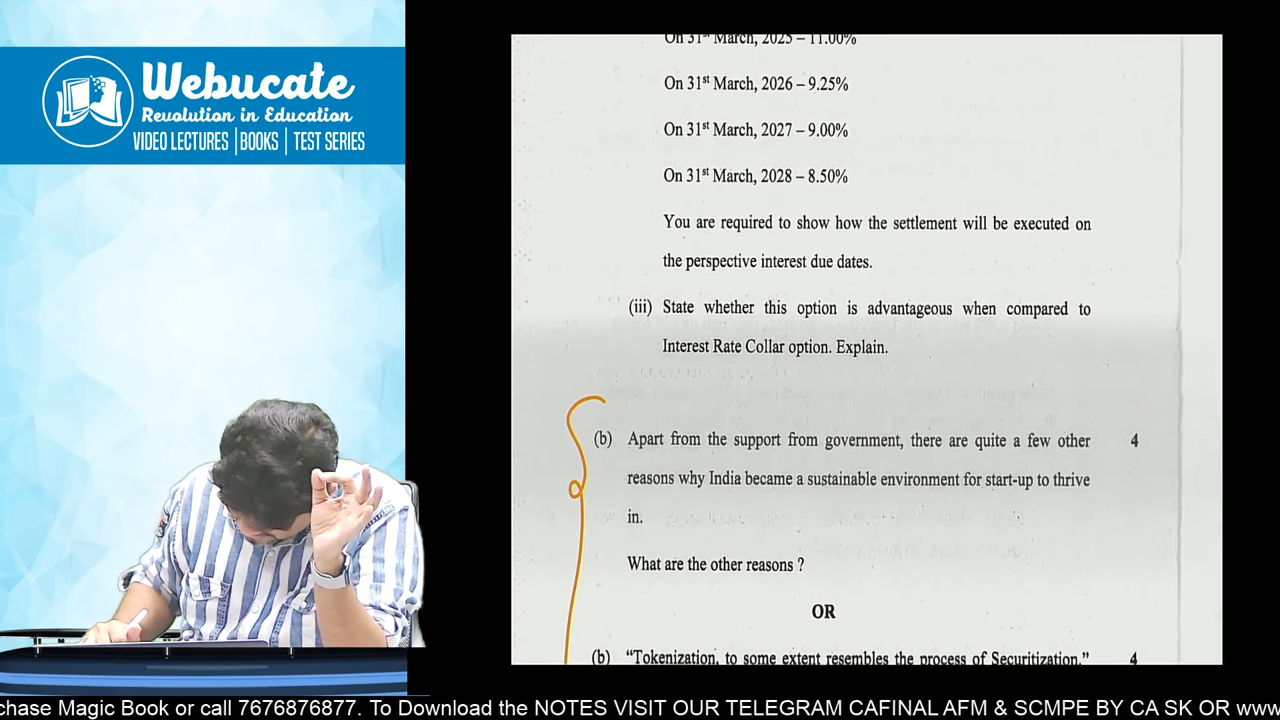 Webucate
Revolution in Education
VIDEO LECTURES | BOOKS | TEST SERIES
On 31st March, 2025 – 11.00%
On 31st March, 2026 – 9.25%
On 31st March, 2027 – 9.00%
On 31st March, 2028 – 8.50%
You are required to show how the settlement will be executed on
the perspective interest due dates.
(iii) State whether this option is advantageous when compared to
Interest Rate Collar option. Explain.
(b) Apart from the support from government, there are quite a few other 4
reasons why India became a sustainable environment for start-up to thrive
in.
What are the other reasons ?
OR
(b) “Tokenization, to some extent resembles the process of Securitization.” 4
chase Magic Book or call 7676876877. To Download the NOTES VISIT OUR TELEGRAM CAFINAL AFM & SCMPE BY CA SK OR www